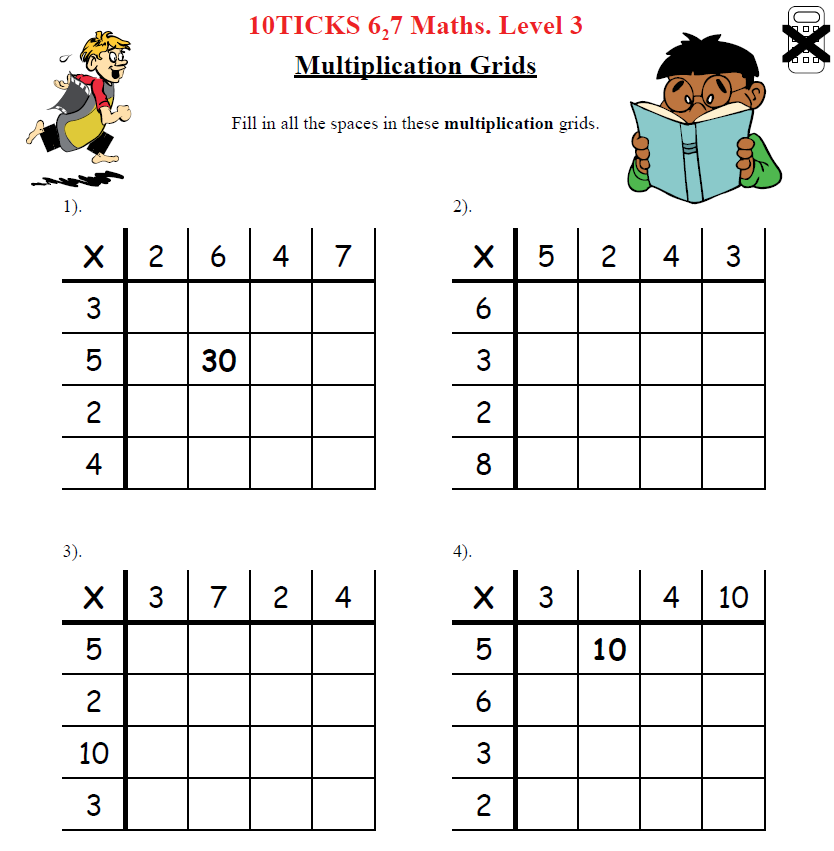 10TICKS 6,7 Maths. Level 3
Multiplication Grids
Fill in all the spaces in these multiplication grids.
1).
X 2 6 4 7
3
5 30
2
4
2).
X 5 2 4 3
6
3
2
8
3).
X 3 7 2 4
5
2
10
3
4).
X 3 4 10
5 10
6
3
2